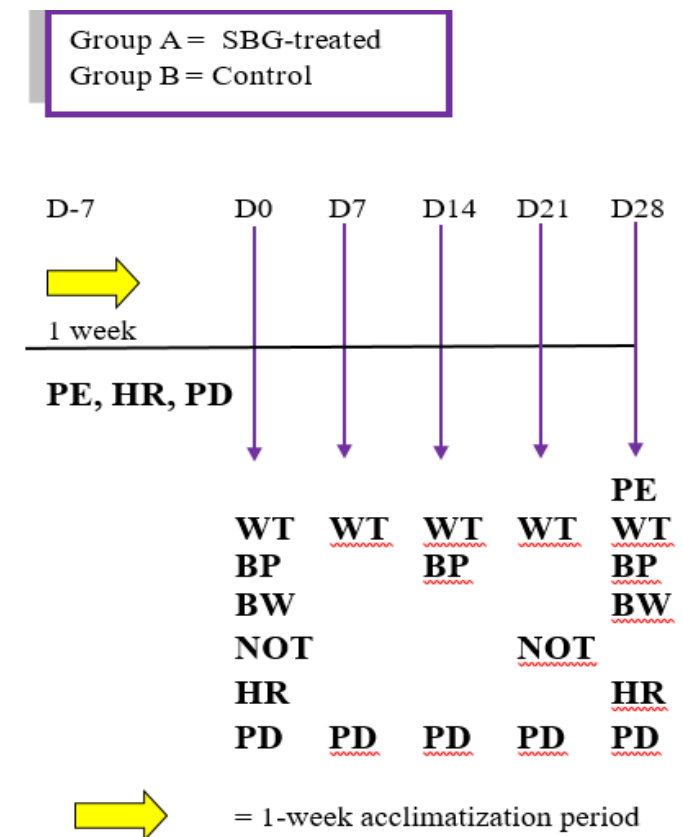 Group A = SBG-treated
Group B = Control
D-7 D0 D7 D14 D21 D28
1 week
PE, HR, PD
PE
WT WT WT WT WT
BP BP BP
BW BW
NOT NOT
HR HR
PD PD PD PD PD
= 1-week acclimatization period